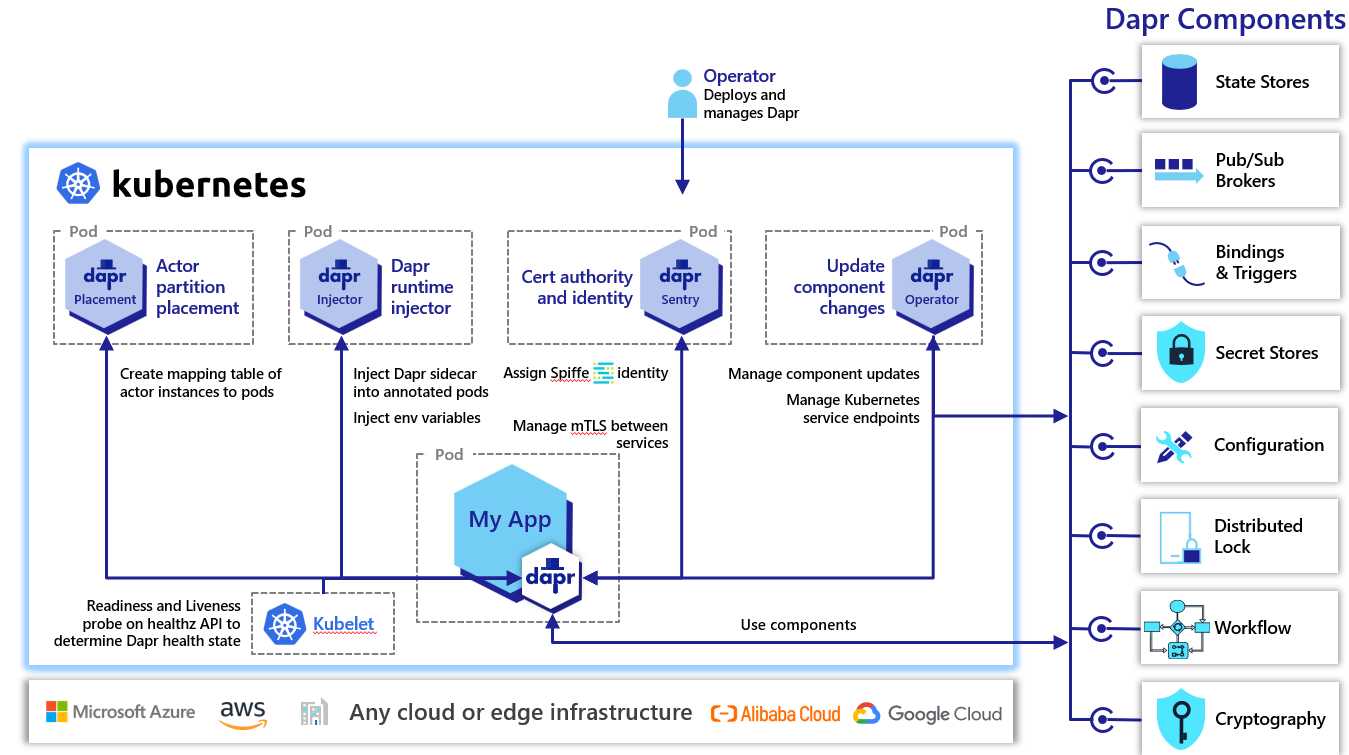 Dapr Components
Operator
Deploys and
manages Dapr
kubernetes
Pod
dapr
Placement
Actor
partition
placement
Pod
dapr
Injector
Dapr
runtime
injector
Pod
Cert authority
and identity
dapr
Sentry
Pod
Update
component
changes
dapr
Operator
Create mapping table of
actor instances to pods
Inject Dapr sidecar
into annotated pods
Inject env variables
Assign Spiffe identity
Manage mTLS between
services
Manage component updates
Manage Kubernetes
service endpoints
Pod
My App
dapr
Readiness and Liveness
probe on healthz API to
determine Dapr health state
Kubelet
Use components
State Stores
Pub/Sub
Brokers
Bindings
& Triggers
Secret Stores
Configuration
Distributed
Lock
Workflow
Cryptography
Microsoft Azure
aws
Any cloud or edge infrastructure
Alibaba Cloud
Google Cloud